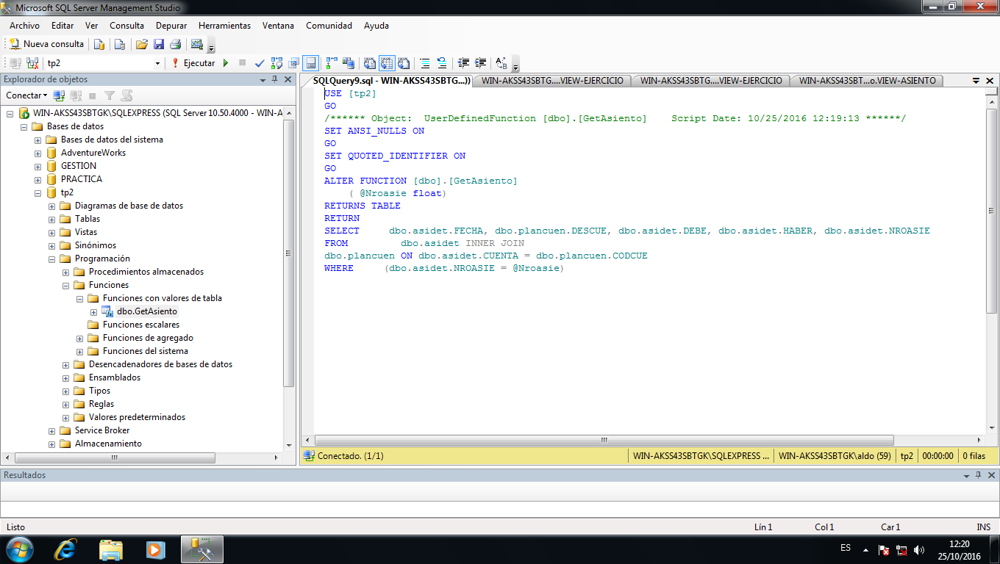 Microsoft SQL Server Management Studio
Archivo Editar Ver Consulta Depurar Herramientas Ventana Comunidad Ayuda
Nueva consulta
tp2 Ejecutar
Explorador de objetos
Conectar
WIN-AKSS43SBTGK\SQLEXPRESS (SQL Server 10.50.4000 - WIN-A
Bases de datos
Bases de datos del sistema
AdventureWorks
GESTION
PRACTICA
tp2
Diagramas de base de datos
Tablas
Vistas
Sinónimos
Programación
Procedimientos almacenados
Funciones
Funciones con valores de tabla
dbo.GetAsiento
Funciones escalares
Funciones de agregado
Funciones del sistema
Desencadenadores de bases de datos
Ensamblados
Tipos
Reglas
Valores predeterminados
Service Broker
Almacenamiento
SQLQuery9.sql - WIN-AKSS43SBTG...)) WIN-AKSS43SBTG....VIEW-EJERCICIO WIN-AKSS43SBTG....VIEW-EJERCICIO WIN-AKSS43SBT...o.VIEW-ASIENTO
USE [tp2]
GO
/****** Object:  UserDefinedFunction [dbo].[GetAsiento]    Script Date: 10/25/2016 12:19:13 ******/
SET ANSI_NULLS ON
GO
SET QUOTED_IDENTIFIER ON
GO
ALTER FUNCTION [dbo].[GetAsiento]
( @Nroasie float)
RETURNS TABLE
RETURN
SELECT     dbo.asidet.FECHA, dbo.plancuen.DESCUE, dbo.asidet.DEBE, dbo.asidet.HABER, dbo.asidet.NROASIE
FROM         dbo.asidet INNER JOIN
dbo.plancuen ON dbo.asidet.CUENTA = dbo.plancuen.CODCUE
WHERE     (dbo.asidet.NROASIE = @Nroasie)
Conectado. (1/1) WIN-AKSS43SBTGK\SQLEXPRESS ... WIN-AKSS43SBTGK\aldo (59) tp2 00:00:00 0 filas
Resultados
Listo Lín 1 Col 1 Car 1 INS
ES 12:20
25/10/2016